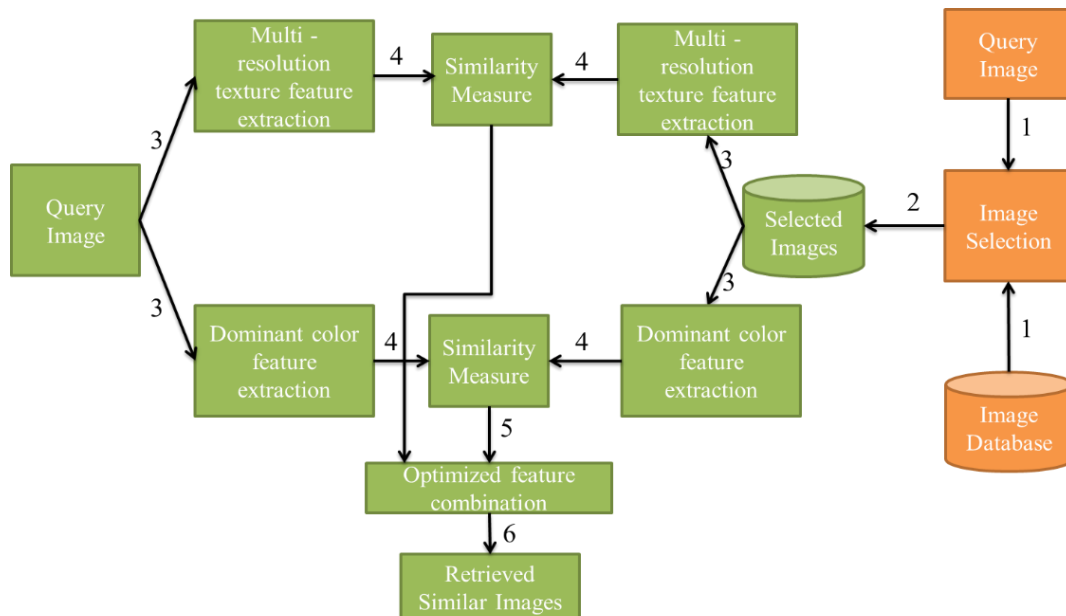 Multi -
resolution
texture feature
extraction
4
Similarity
Measure
4
Multi -
resolution
texture feature
extraction
Query
Image
1
3
3
Query
Image
Selected
Images
2
Image
Selection
3
3
1
Dominant color
feature
extraction
4
Similarity
Measure
4
Dominant color
feature
extraction
Image
Database
5
Optimized feature
combination
6
Retrieved
Similar Images